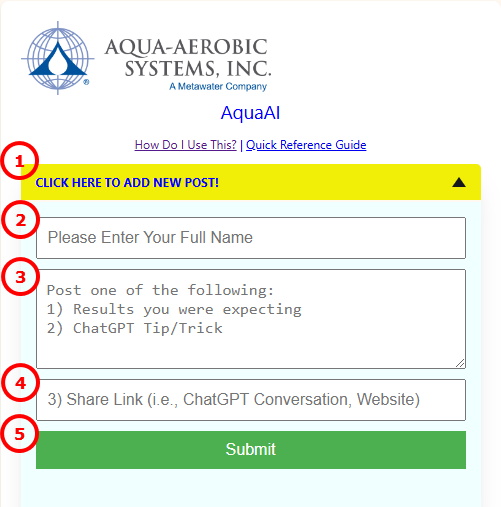 AQUA-AEROBIC
SYSTEMS, INC.
®
A Metawater Company
AquaAI
How Do I Use This? | Quick Reference Guide
1
CLICK HERE TO ADD NEW POST!
2
Please Enter Your Full Name
3
Post one of the following:
1) Results you were expecting
2) ChatGPT Tip/Trick
4
3) Share Link (i.e., ChatGPT Conversation, Website)
5
Submit